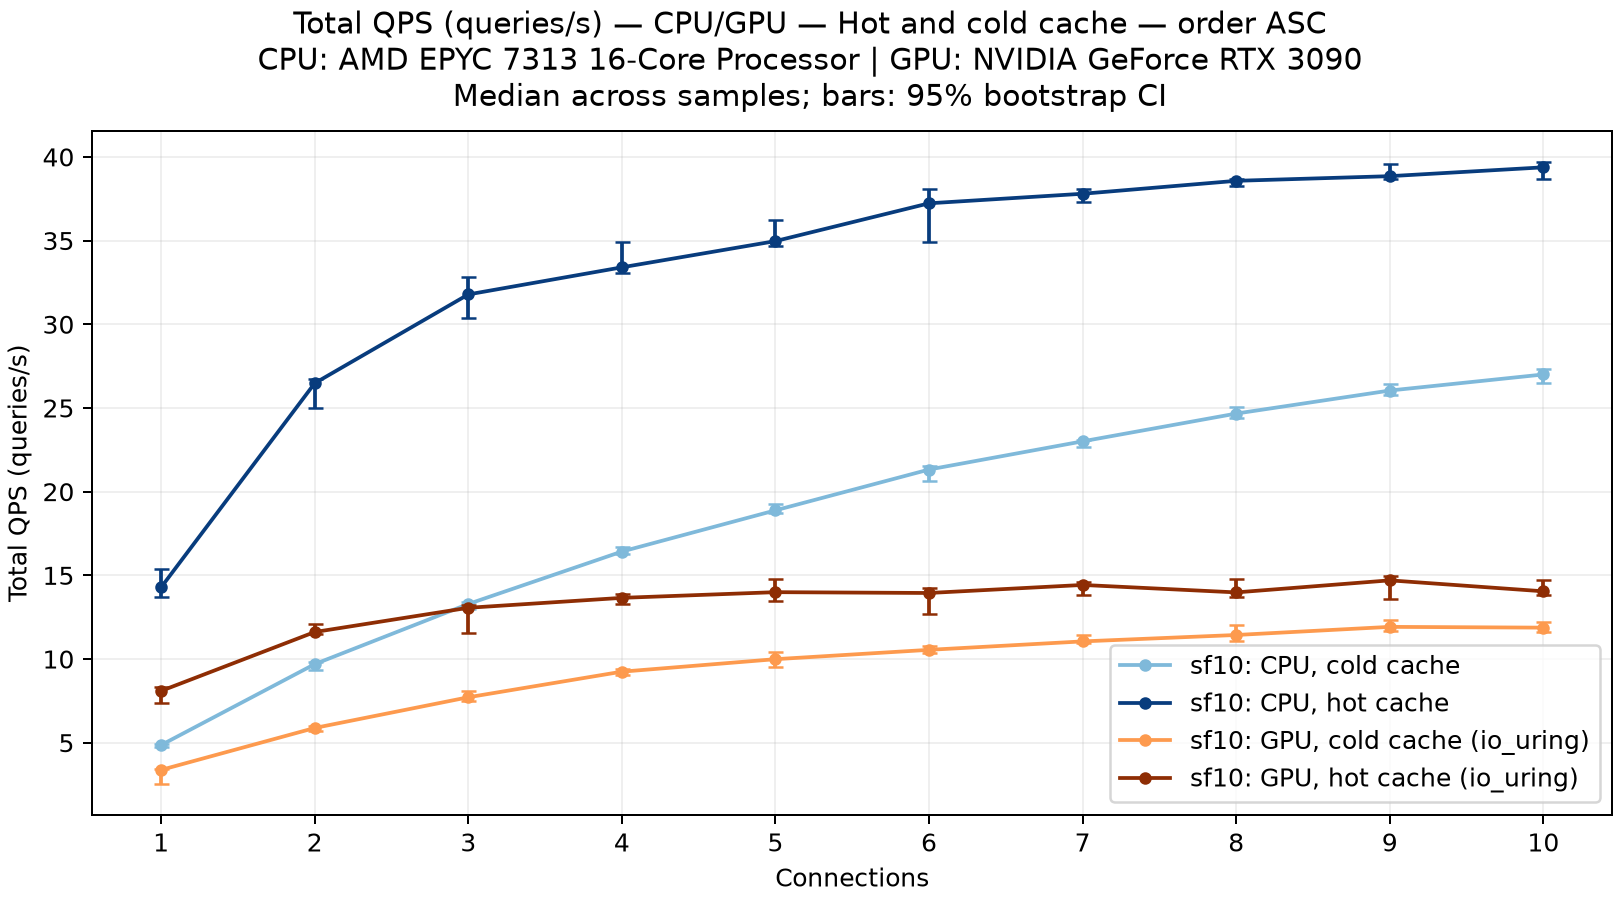 Total QPS (queries/s) — CPU/GPU — Hot and cold cache — order ASC
CPU: AMD EPYC 7313 16-Core Processor | GPU: NVIDIA GeForce RTX 3090
Median across samples; bars: 95% bootstrap CI
Total QPS (queries/s)
40
35
30
25
20
15
10
5
sf10: CPU, cold cache
sf10: CPU, hot cache
sf10: GPU, cold cache (io_uring)
sf10: GPU, hot cache (io_uring)
1 2 3 4 5 6 7 8 9 10
Connections